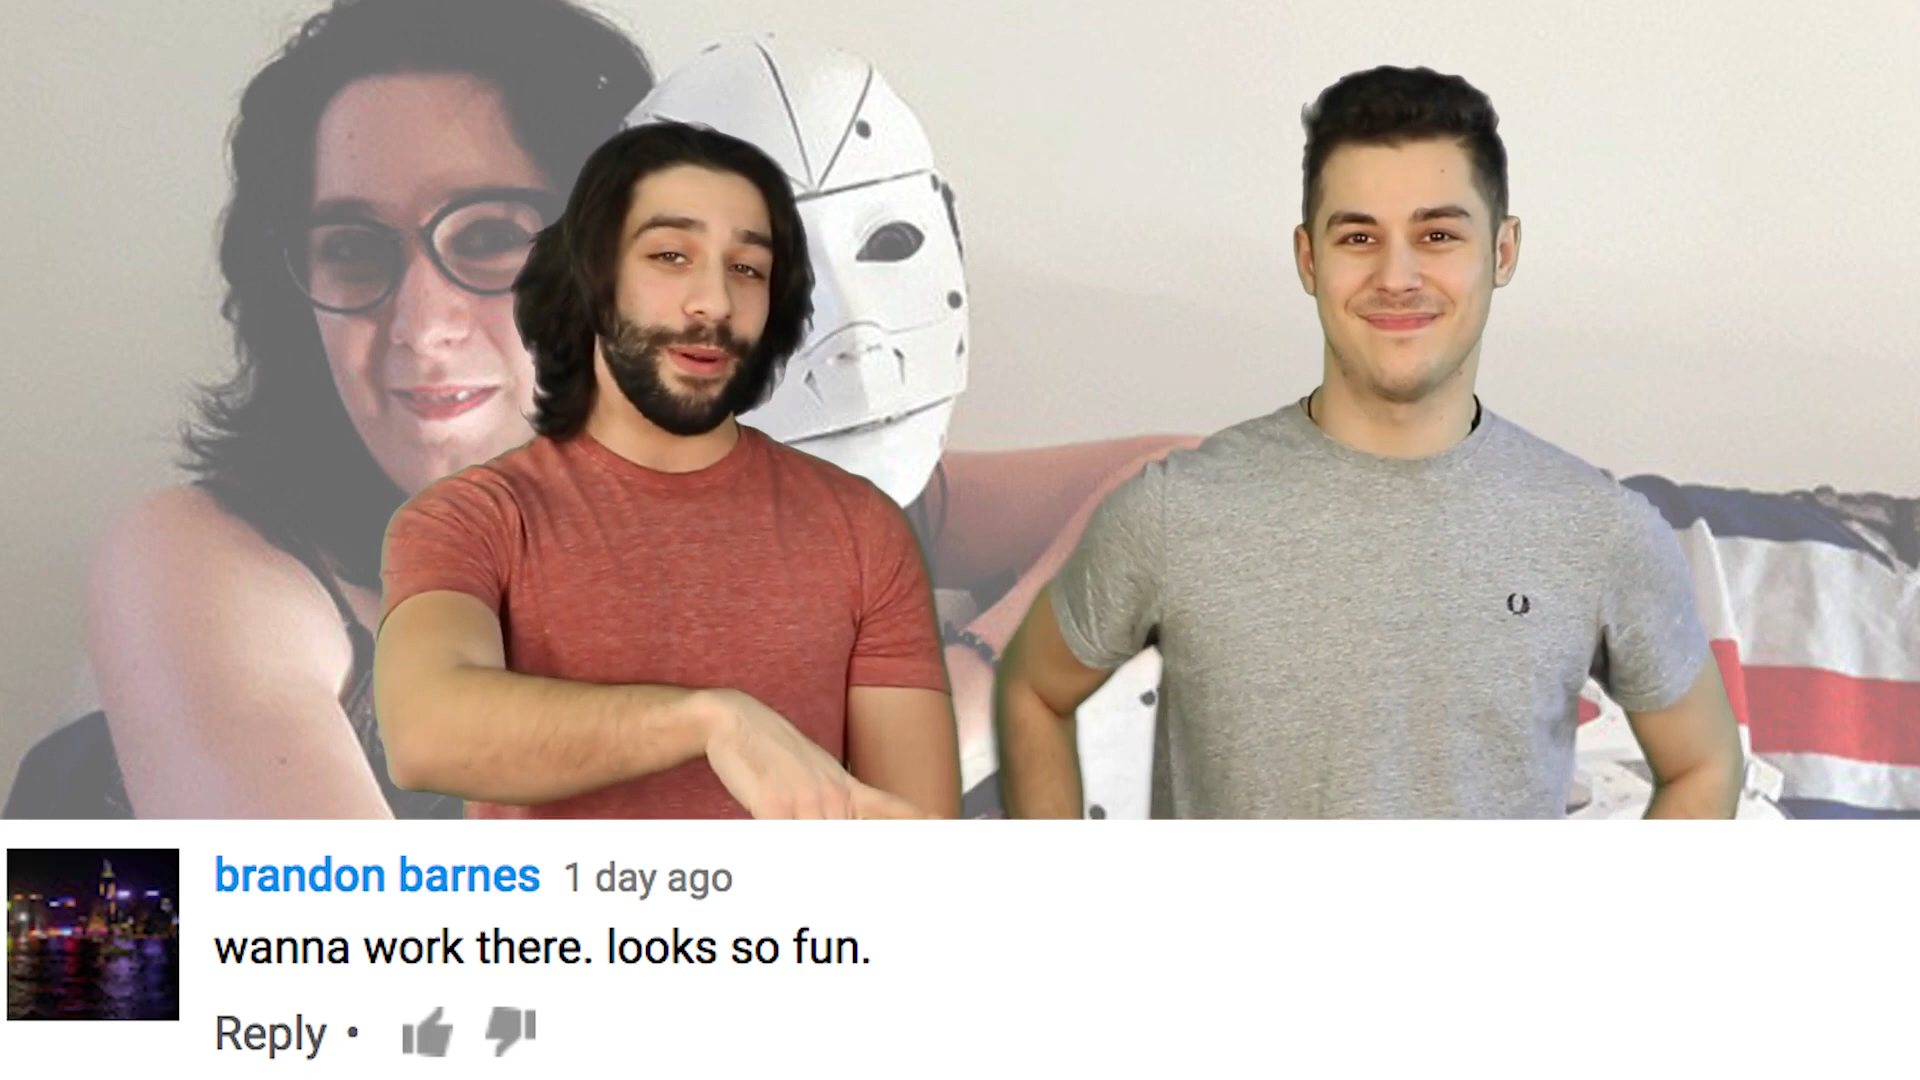 brandon barnes 1 day ago
wanna work there. looks so fun.
Reply •